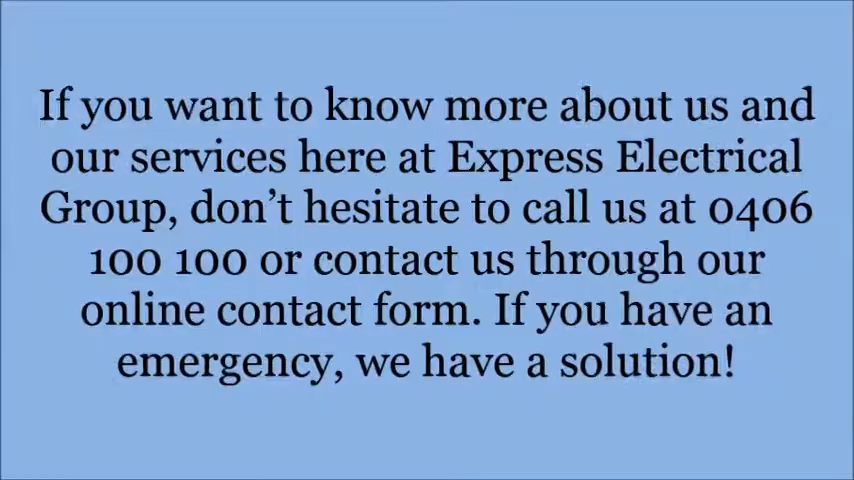 If you want to know more about us and
our services here at Express Electrical
Group, don’t hesitate to call us at 0406
100 100 or contact us through our
online contact form. If you have an
emergency, we have a solution!